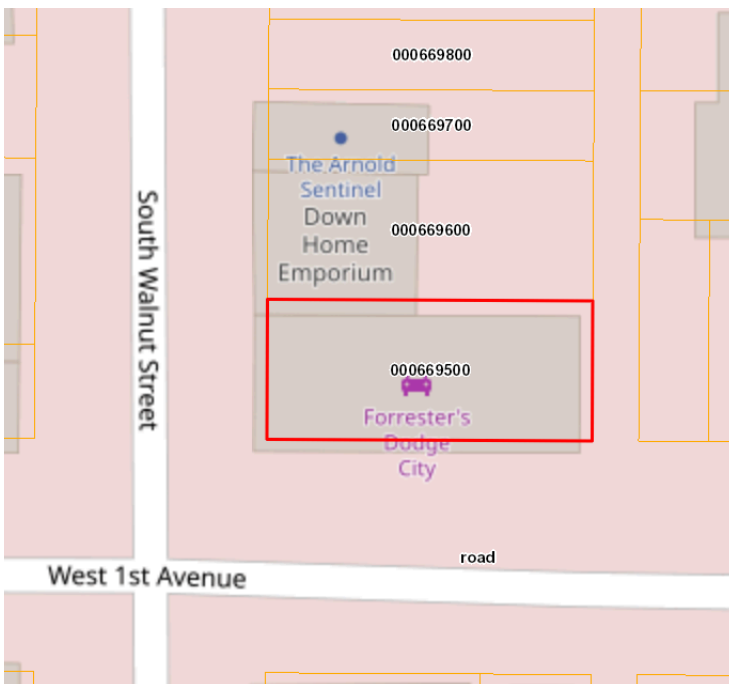 000669800
000669700
The Arnold
Sentinel
Down
Home
Emporium
000669600
South Walnut Street
000669500
Forrester's
Dodge
City
road
West 1st Avenue